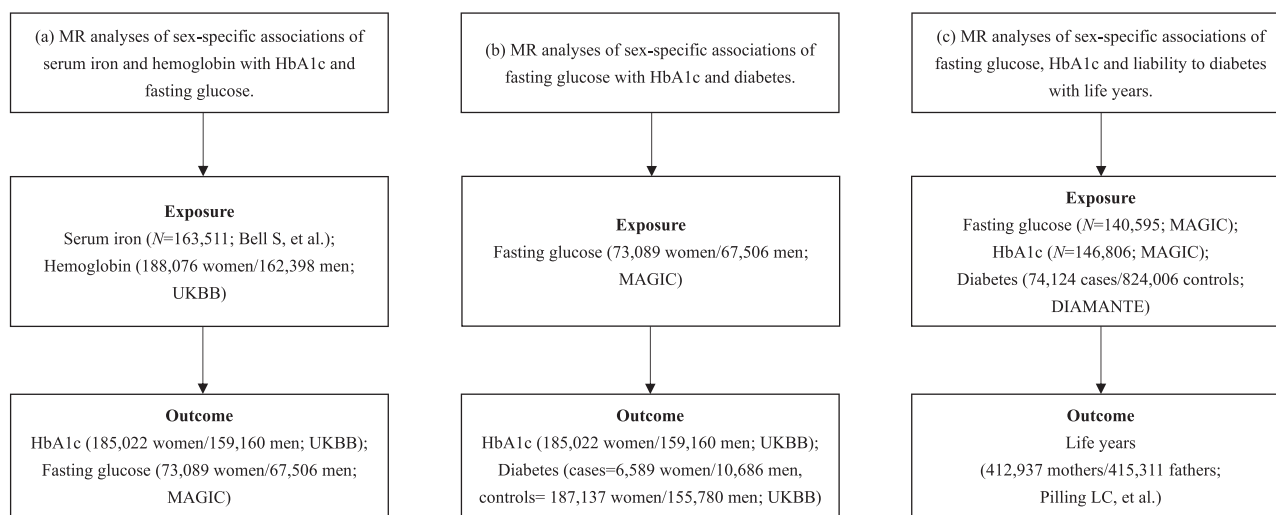 (a) MR analyses of sex-specific associations of
serum iron and hemoglobin with HbA1c and
fasting glucose.
Exposure
Serum iron (N=163,511; Bell S, et al.);
Hemoglobin (188,076 women/162,398 men;
UKBB)
Outcome
HbA1c (185,022 women/159,160 men; UKBB);
Fasting glucose (73,089 women/67,506 men;
MAGIC)
(b) MR analyses of sex-specific associations of
fasting glucose with HbA1c and diabetes.
Exposure
Fasting glucose (73,089 women/67,506 men;
MAGIC)
Outcome
HbA1c (185,022 women/159,160 men; UKBB);
Diabetes (cases=6,589 women/10,686 men,
controls= 187,137 women/155,780 men; UKBB)
(c) MR analyses of sex-specific associations of
fasting glucose, HbA1c and liability to diabetes
with life years.
Exposure
Fasting glucose (N=140,595; MAGIC);
HbA1c (N=146,806; MAGIC);
Diabetes (74,124 cases/824,006 controls;
DIAMANTE)
Outcome
Life years
(412,937 mothers/415,311 fathers;
Pilling LC, et al.)